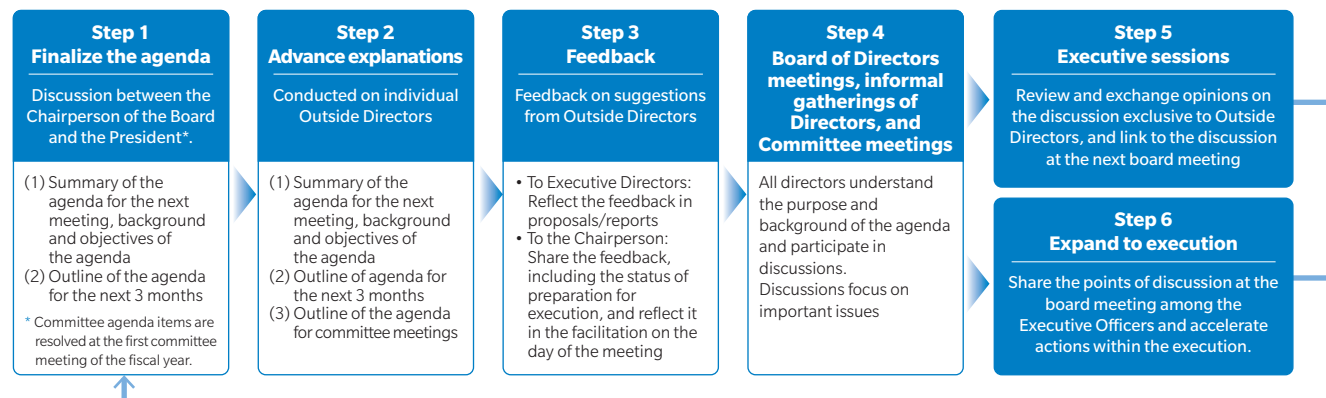 Step 1
Finalize the agenda
Discussion between the
Chairperson of the Board
and the President*.
(1) Summary of the
agenda for the next
meeting, background
and objectives of
the agenda
(2) Outline of the agenda
for the next 3 months
* Committee agenda items are
resolved at the first committee
meeting of the fiscal year.
Step 2
Advance explanations
Conducted on individual
Outside Directors
(1) Summary of the
agenda for the next
meeting, background
and objectives of
the agenda
(2) Outline of agenda for
the next 3 months
(3) Outline of the agenda
for committee meetings
Step 3
Feedback
Feedback on suggestions
from Outside Directors
• To Executive Directors:
Reflect the feedback in
proposals/reports
• To the Chairperson:
Share the feedback,
including the status of
preparation for
execution, and reflect it
in the facilitation on the
day of the meeting
Step 4
Board of Directors
meetings, informal
gatherings of
Directors, and
Committee meetings
All directors understand
the purpose and
background of the agenda
and participate in
discussions.
Discussions focus on
important issues
Step 5
Executive sessions
Review and exchange opinions on
the discussion exclusive to Outside
Directors, and link to the discussion
at the next board meeting
Step 6
Expand to execution
Share the points of discussion at the
board meeting among the
Executive Officers and accelerate
actions within the execution.